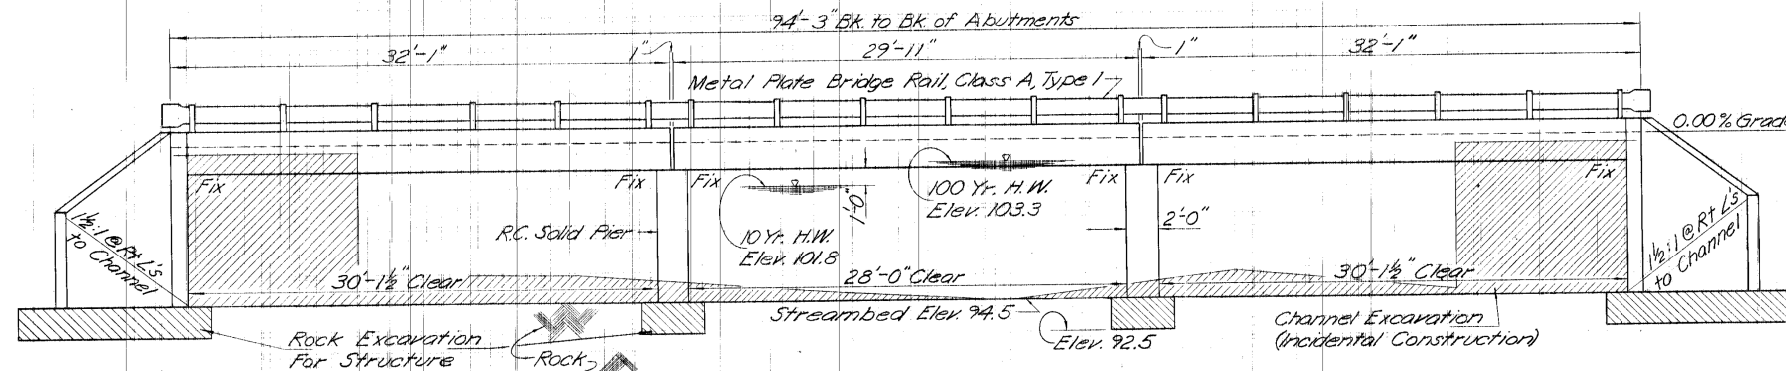 94'-3" Bk. to Bk. of Abutments
32'-1"
1"
29'-11"
1"
32'-1"
Metal Plate Bridge Rail, Class A, Type 1
0.00% Grade
Fix
Fix
Fix
Fix
Fix
Fix
100 Yr. H.W.
Elev. 103.3
1'-0"
10 Yr. H.W.
Elev. 101.8
2'-0"
R.C. Solid Pier
1½:1 @ Rt. L's
to Channel
1½:1 @ Rt L's
to Channel
30'-1½" Clear
28'-0" Clear
30'-1½" Clear
Streambed Elev. 94.5
Elev. 92.5
Channel Excavation
(Incidental Construction)
Rock Excavation
For Structure
Rock